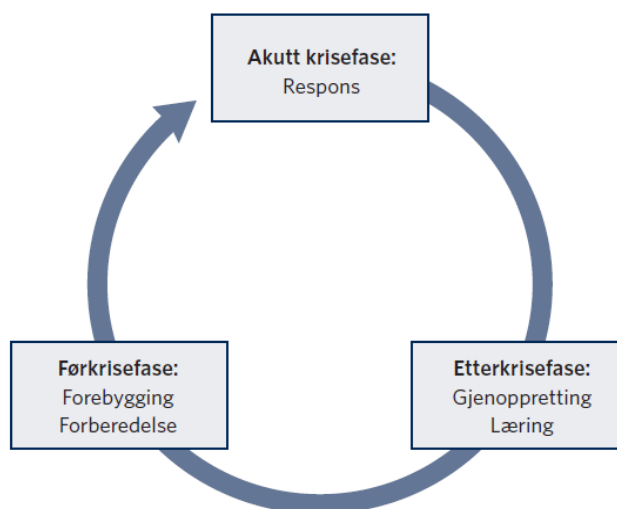 Akutt krisefase:
Respons
Førkrisefase:
Forebygging
Forberedelse
Etterkrisefase:
Gjenoppretting
Læring